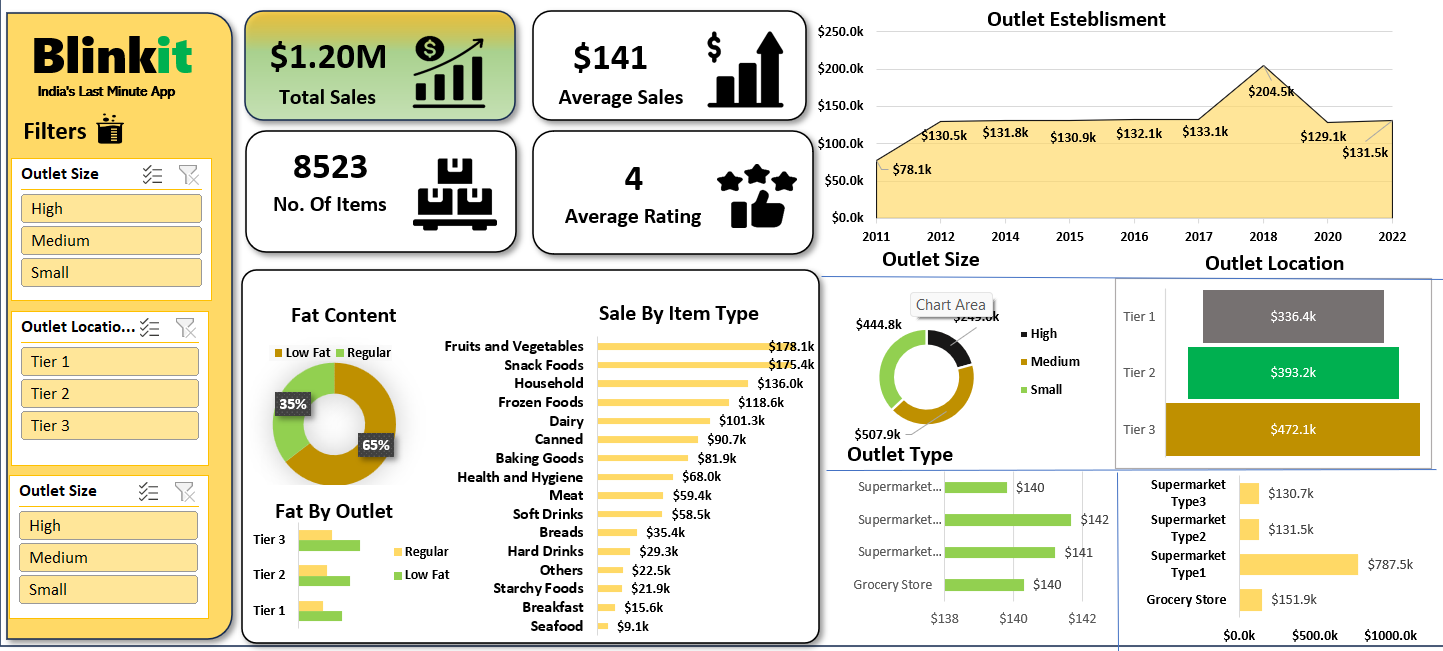 Blinkit
India's Last Minute App
Filters
Outlet Size
High
Medium
Small
Outlet Locatio...
Tier 1
Tier 2
Tier 3
Outlet Size
High
Medium
Small
$1.20M
Total Sales
$
$141
Average Sales
$
8523
No. Of Items
4
Average Rating
Outlet Esteblisment
$250.0k
$200.0k
$150.0k
$100.0k
$50.0k
$0.0k
$78.1k
$130.5k
$131.8k
$130.9k
$132.1k
$133.1k
$204.5k
$129.1k
$131.5k
2011 2012 2014 2015 2016 2017 2018 2020 2022
Fat Content
Low Fat Regular
35%
65%
Fat By Outlet
Tier 3
Tier 2
Tier 1
Regular
Low Fat
Sale By Item Type
Fruits and Vegetables $178.1k
Snack Foods $175.4k
Household $136.0k
Frozen Foods $118.6k
Dairy $101.3k
Canned $90.7k
Baking Goods $81.9k
Health and Hygiene $68.0k
Meat $59.4k
Soft Drinks $58.5k
Breads $35.4k
Hard Drinks $29.3k
Others $22.5k
Starchy Foods $21.9k
Breakfast $15.6k
Seafood $9.1k
Outlet Size
Chart Area
$444.8k
$507.9k
High
Medium
Small
Outlet Location
Tier 1 $336.4k
Tier 2 $393.2k
Tier 3 $472.1k
Outlet Type
Supermarket... $140
Supermarket... $142
Supermarket... $141
Grocery Store $140
$138 $140 $142
Supermarket
Type3
$130.7k
Supermarket
Type2
$131.5k
Supermarket
Type1
$787.5k
Grocery Store $151.9k
$0.0k $500.0k $1000.0k